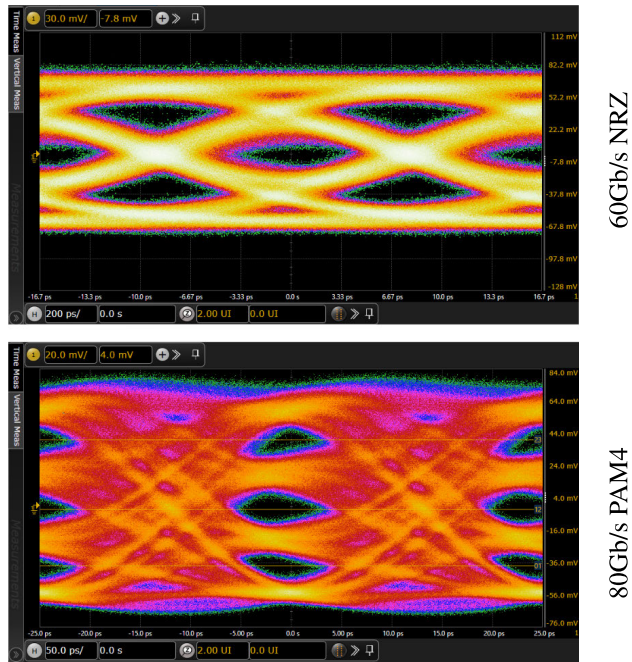 Time Meas
Vertical Meas
Measurements
1 30.0 mV/ -7.8 mV
112 mV
82.2 mV
52.2 mV
22.2 mV
-7.8 mV
-37.8 mV
-67.8 mV
-97.8 mV
-128 mV
-16.7 ps -13.3 ps -10.0 ps -6.67 ps -3.33 ps 0.0 s 3.33 ps 6.67 ps 10.0 ps 13.3 ps 16.7 ps 1
H 200 ps/ 0.0 s 2.00 UI 0.0 UI
60Gb/s NRZ
Time Meas
Vertical Meas
Measurements
1 20.0 mV/ 4.0 mV
84.0 mV
64.0 mV
44.0 mV
23
24.0 mV
4.0 mV
12
-16.0 mV
-36.0 mV
01
-56.0 mV
-76.0 mV
-25.0 ps -20.0 ps -15.0 ps -10.0 ps -5.00 ps 0.0 s 5.00 ps 10.0 ps 15.0 ps 20.0 ps 25.0 ps 1
H 50.0 ps/ 0.0 s 2.00 UI 0.0 UI
80Gb/s PAM4